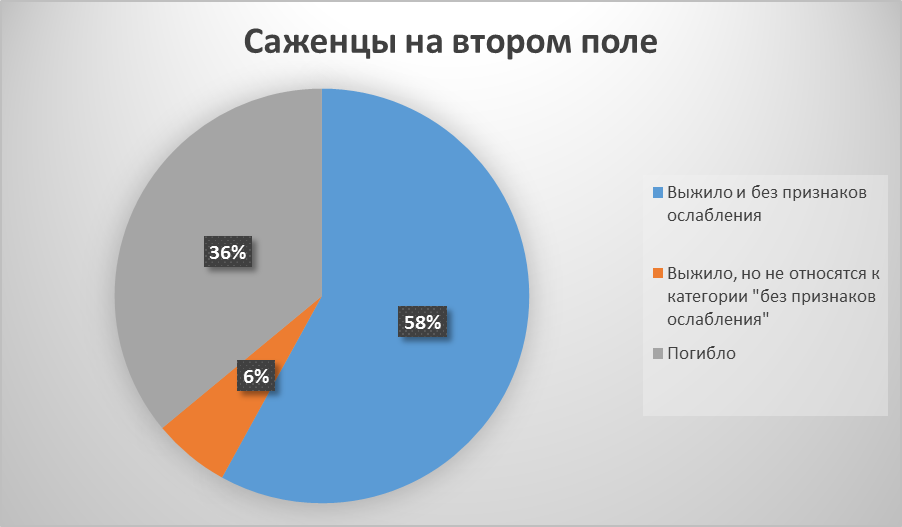 Саженцы на втором поле
36%
58%
6%
Выжило и без признаков
ослабления
Выжило, но не относятся к
категории "без признаков
ослабления"
Погибло